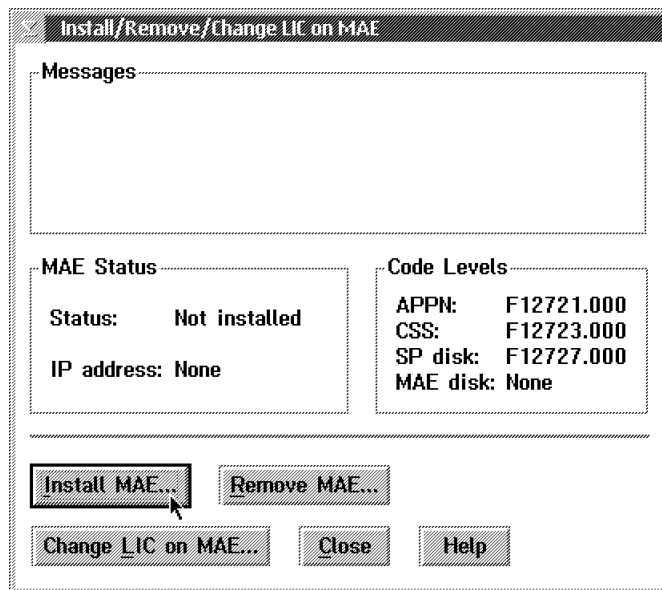 Install/Remove/Change LIC on MAE
Messages
MAE Status
Status: Not installed
IP address: None
Code Levels
APPN: F12721.000
CSS: F12723.000
SP disk: F12727.000
MAE disk: None
Install MAE...
Remove MAE...
Change LIC on MAE...
Close
Help